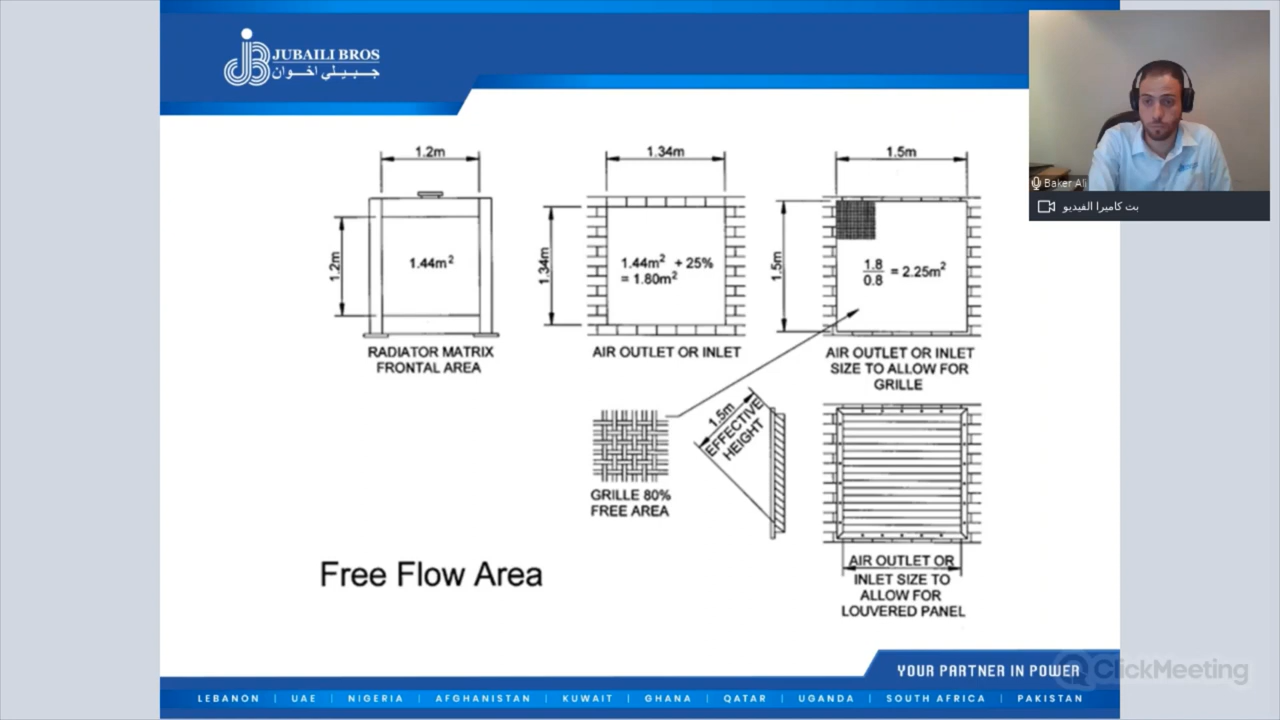 JUBAILI BROS
جبيلي اخوان
Baker Ali
بت كاميرا الفيديو
1.2m
1.2m
1.44m²
RADIATOR MATRIX
FRONTAL AREA
1.34m
1.34m
1.44m² + 25%
= 1.80m²
AIR OUTLET OR INLET
1.5m
1.5m
1.8
0.8
= 2.25m²
AIR OUTLET OR INLET
SIZE TO ALLOW FOR
GRILLE
GRILLE 80%
FREE AREA
1.5m
EFFECTIVE
HEIGHT
AIR OUTLET OR
INLET SIZE TO
ALLOW FOR
LOUVERED PANEL
Free Flow Area
YOUR PARTNER IN POWER
ClickMeeting
LEBANON | UAE | NIGERIA | AFGHANISTAN | KUWAIT | GHANA | QATAR | UGANDA | SOUTH AFRICA | PAKISTAN